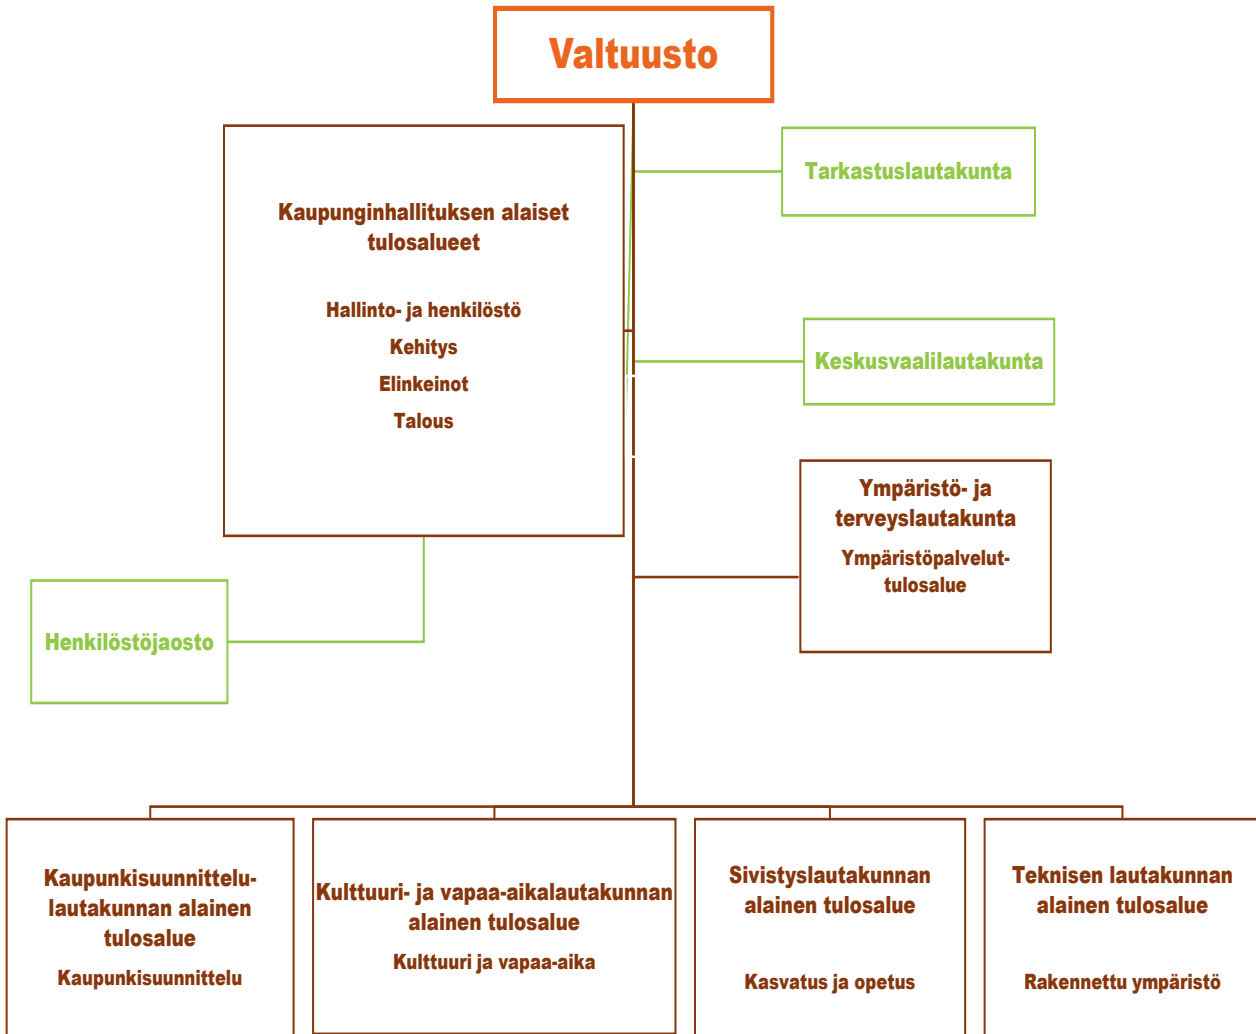 Valtuusto
Tarkastuslautakunta
Kaupunginhallituksen alaiset
tulosalueet
Hallinto- ja henkilöstö
Kehitys
Elinkeinot
Talous
Keskusvaalilautakunta
Ympäristö- ja
terveyslautakunta
Ympäristöpalvelut-
tulosalue
Henkilöstöjaosto
Kaupunkisuunnittelu-
lautakunnan alainen
tulosalue
Kaupunkisuunnittelu
Kulttuuri- ja vapaa-aikalautakunnan
alainen tulosalue
Kulttuuri ja vapaa-aika
Sivistyslautakunnan
alainen tulosalue
Kasvatus ja opetus
Teknisen lautakunnan
alainen tulosalue
Rakennettu ympäristö